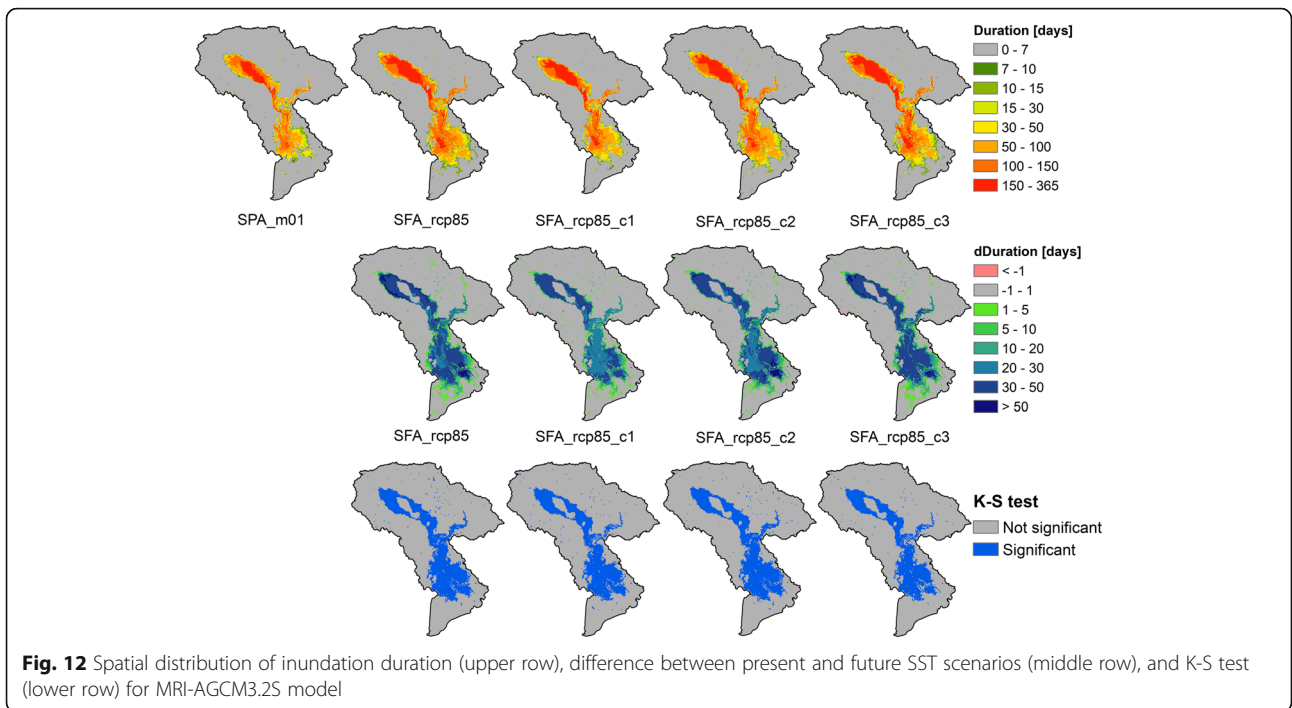 Duration [days]
0 - 7
7 - 10
10 - 15
15 - 30
30 - 50
50 - 100
100 - 150
150 - 365
SPA_m01 SFA_rcp85 SFA_rcp85_c1 SFA_rcp85_c2 SFA_rcp85_c3
dDuration [days]
< -1
-1 - 1
1 - 5
5 - 10
10 - 20
20 - 30
30 - 50
> 50
SFA_rcp85 SFA_rcp85_c1 SFA_rcp85_c2 SFA_rcp85_c3
K-S test
Not significant
Significant
Fig. 12 Spatial distribution of inundation duration (upper row), difference between present and future SST scenarios (middle row), and K-S test
(lower row) for MRI-AGCM3.2S model